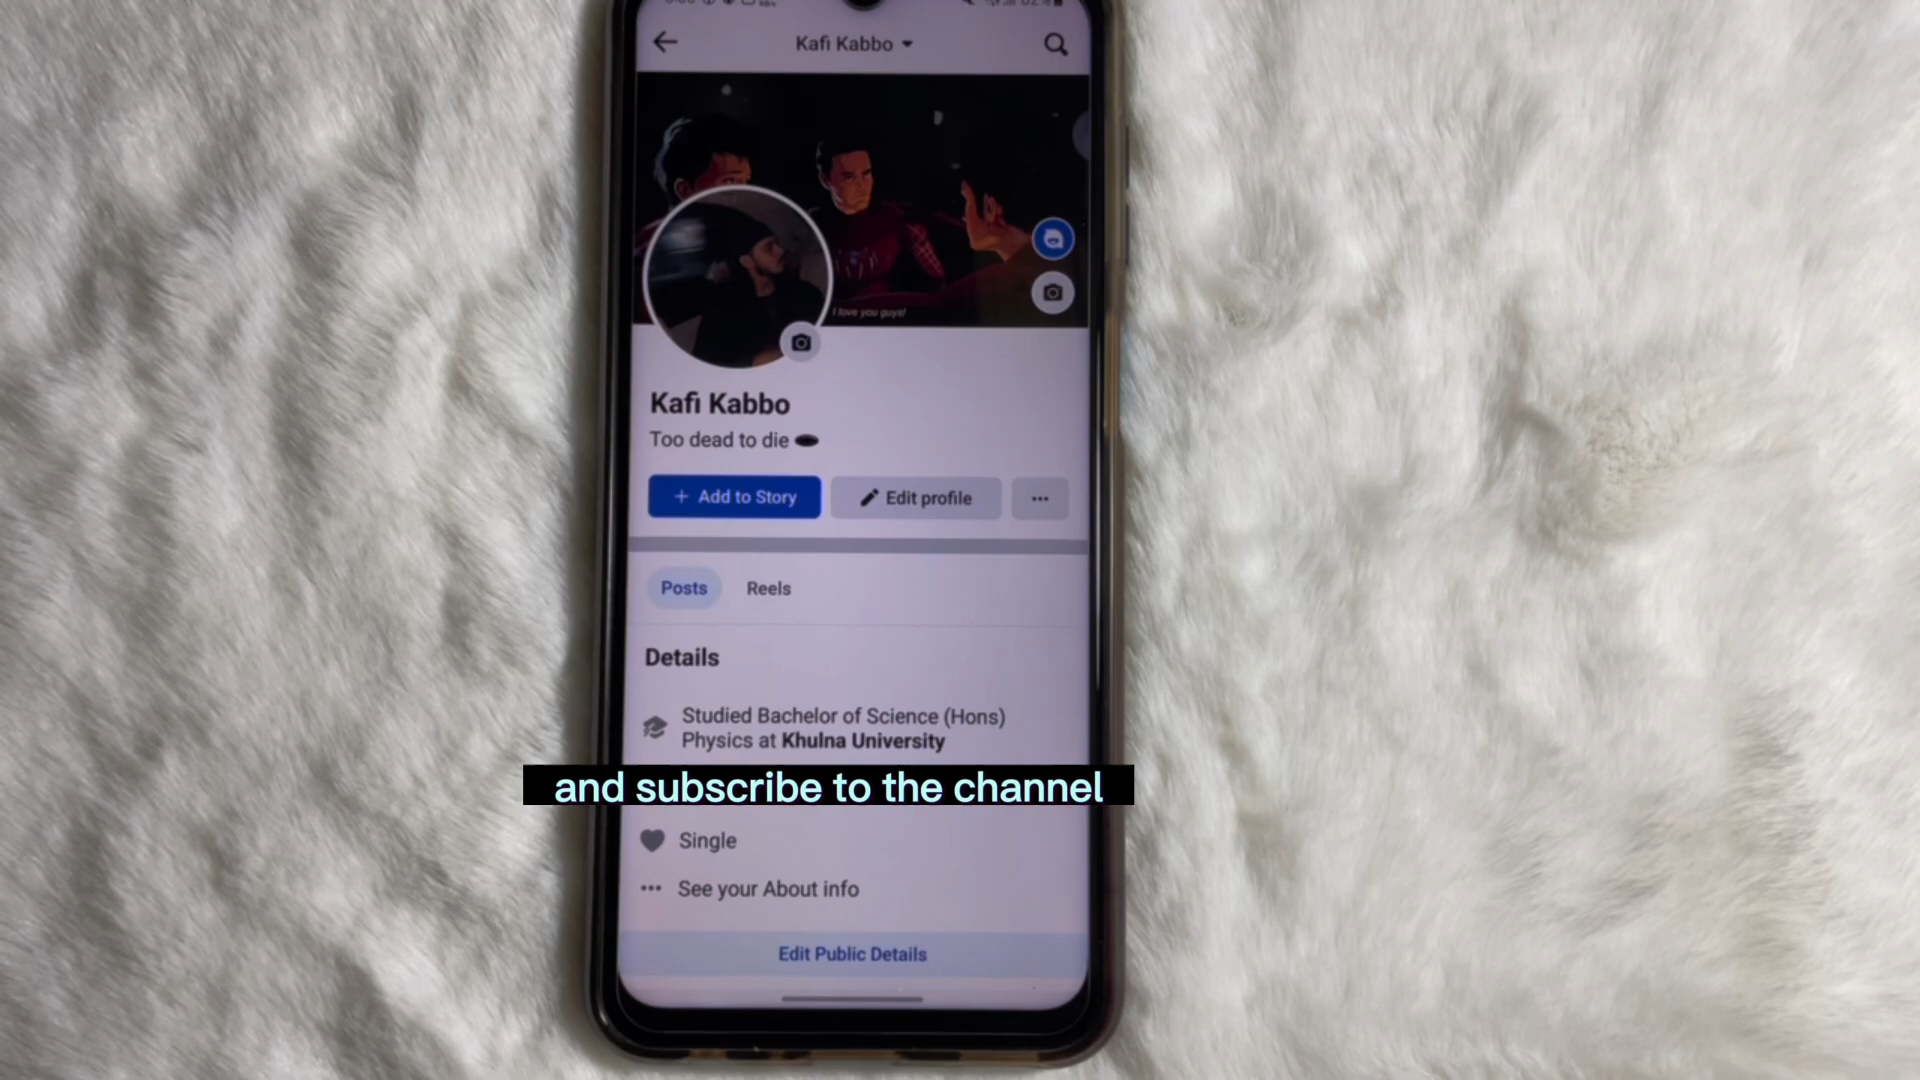 Kafi Kabbo
I love you guys!
Kafi Kabbo
Too dead to die
+ Add to Story
Edit profile
Posts
Reels
Details
Studied Bachelor of Science (Hons)
Physics at Khulna University
and subscribe to the channel
Single
See your About info
Edit Public Details